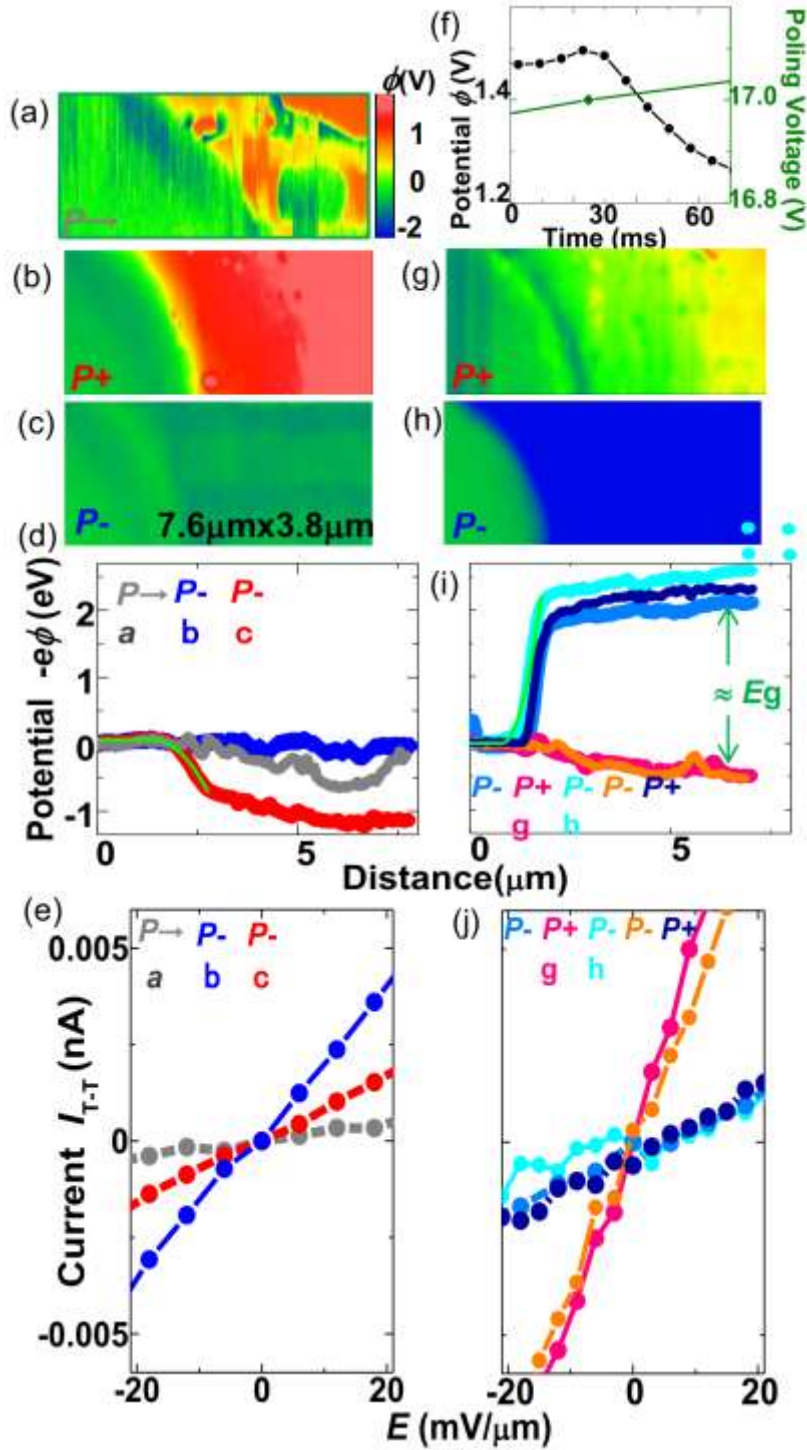 (a)
ϕ(V)
1
0
-2
P→
(b)
P+
(c)
P-
7.6μmx3.8μm
(d)
Potential -eϕ (eV)
2
1
0
-1
P→ P- P-
a b c
0 5
Distance(μm)
(e)
Current I_T-T (nA)
0.005
0
-0.005
P→ P- P-
a b c
-20 0 20
E (mV/μm)
(f)
Potential ϕ (V)
1.4
1.2
0 30 60
Time (ms)
Poling Voltage (V)
17.0
16.8
(g)
P+
(h)
P-
(i)
≈ Eg
P- P+ P- P- P+
g h
0 5
(j)
P- P+ P- P- P+
g h
-20 0 20